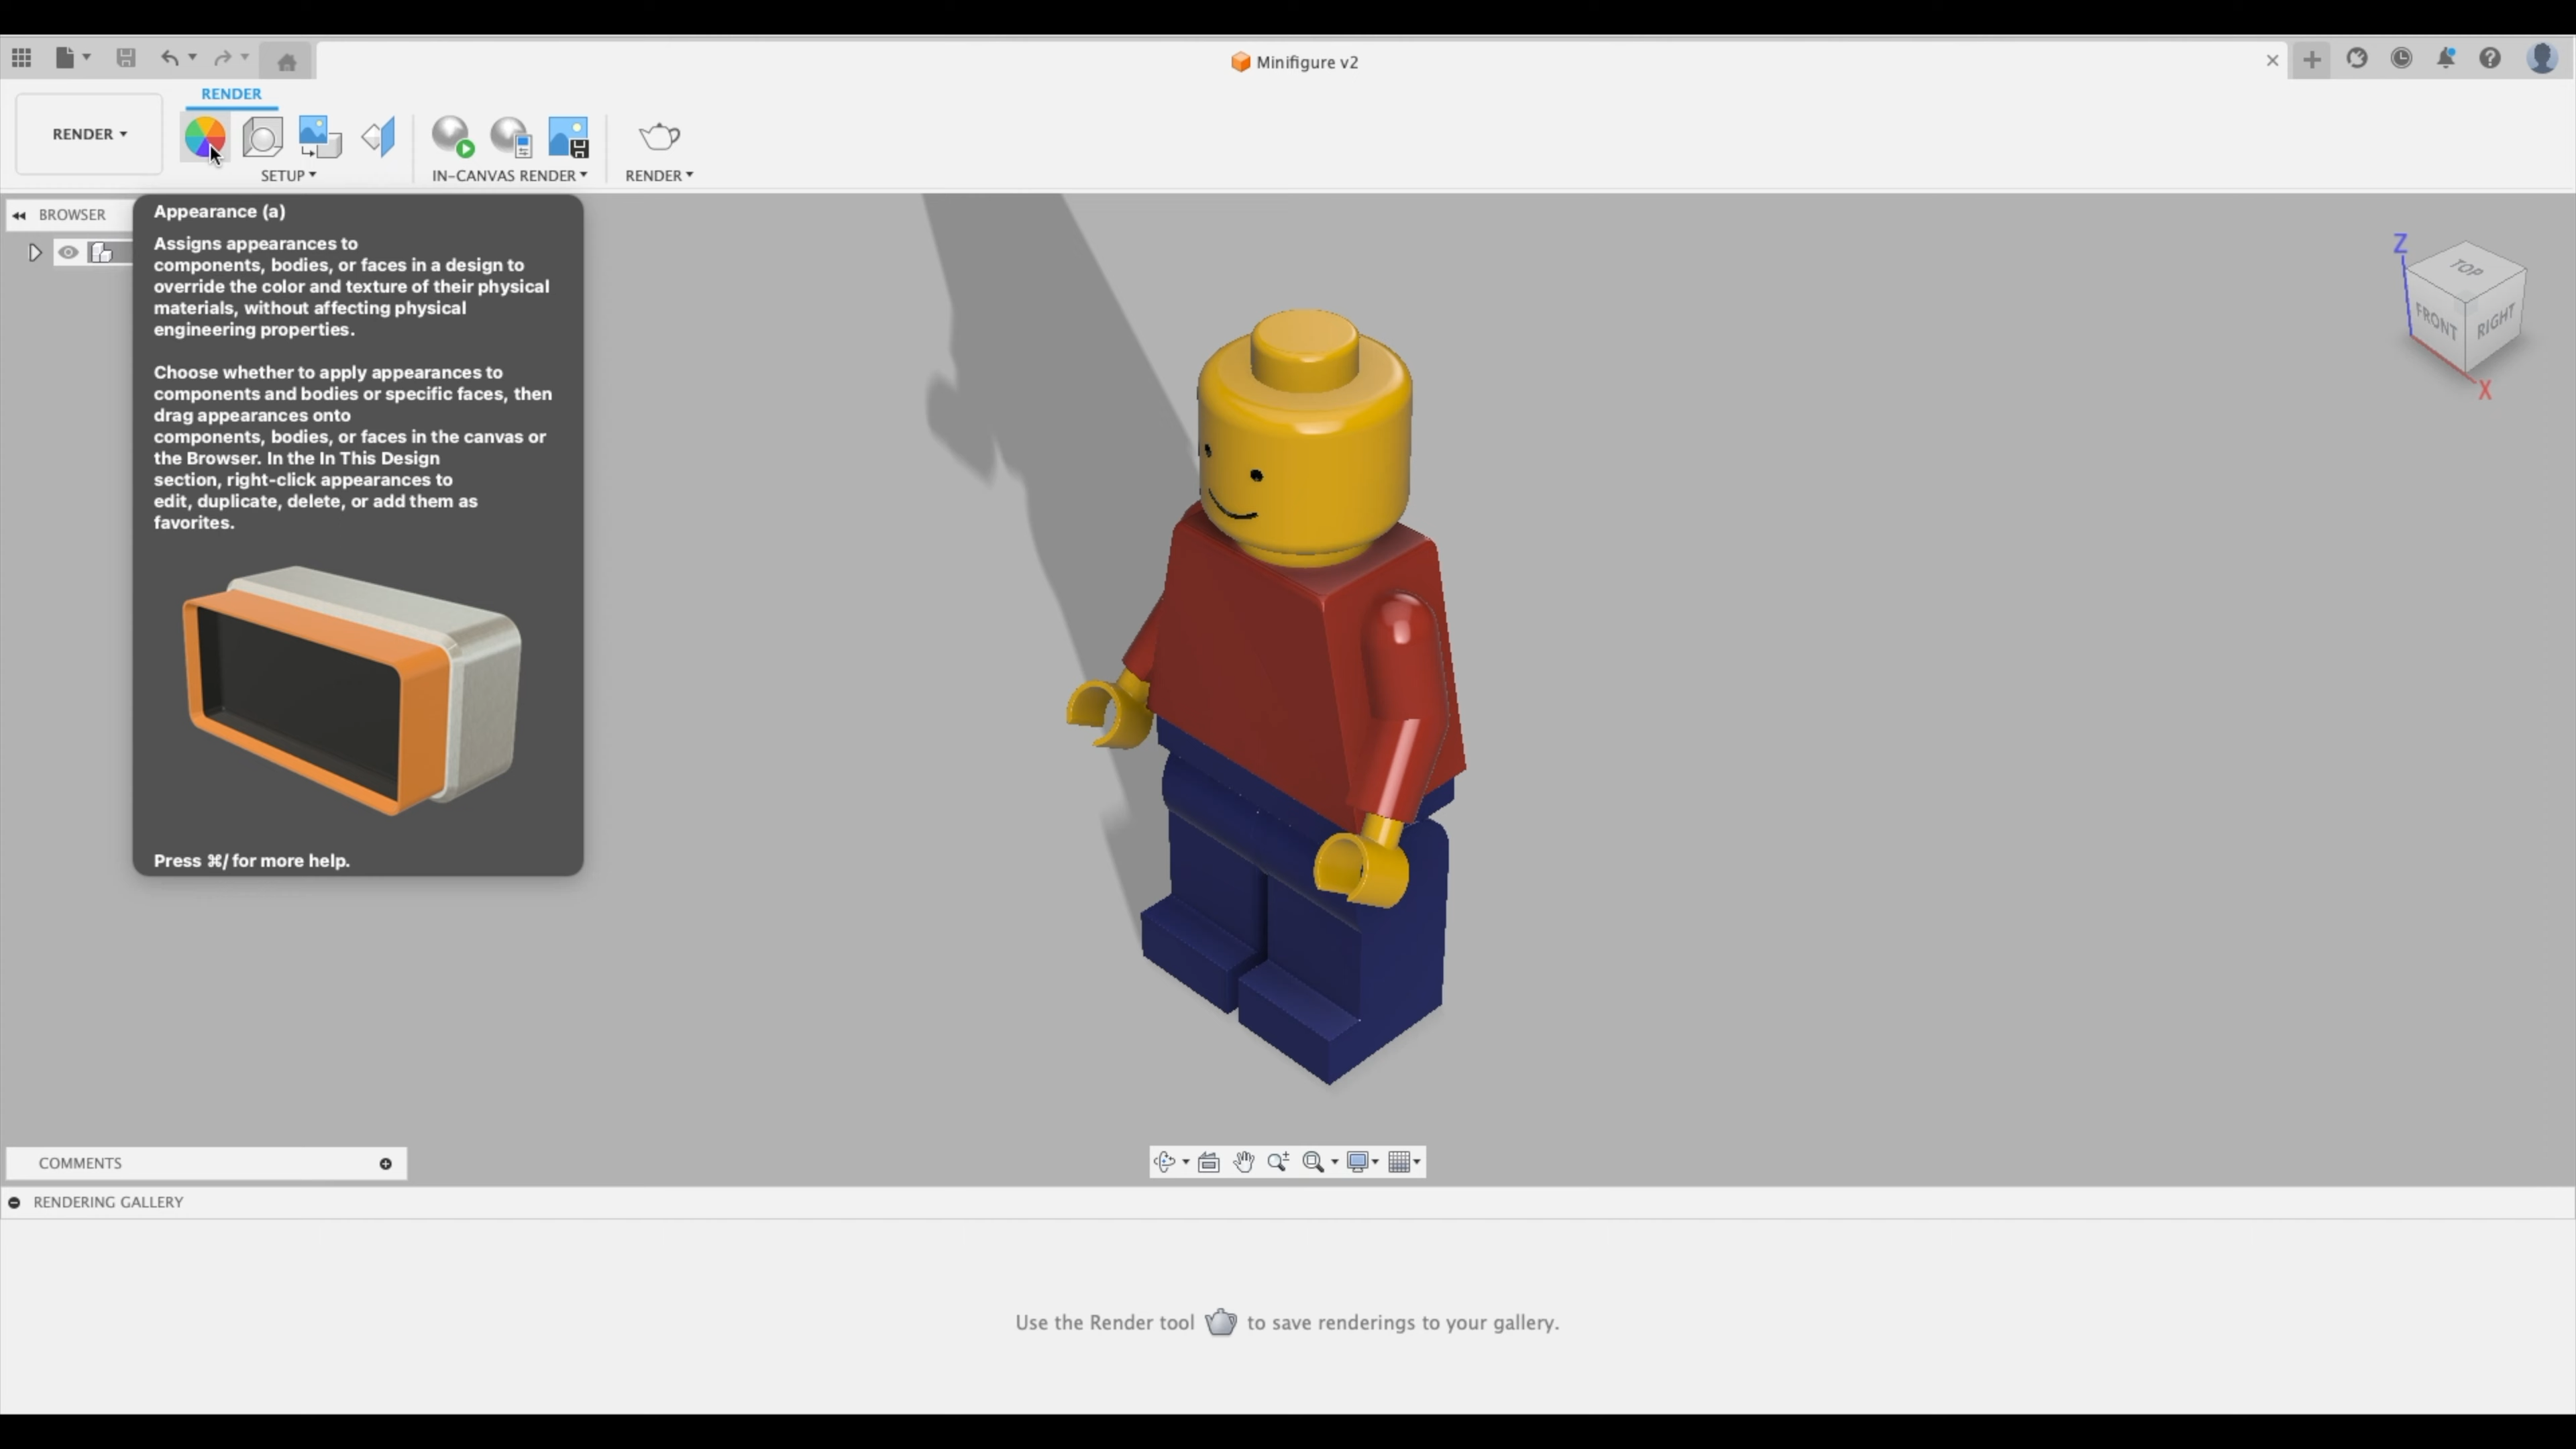 Minifigure v2
RENDER
RENDER
SETUP
IN-CANVAS RENDER
RENDER
BROWSER
Appearance (a)
Assigns appearances to
components, bodies, or faces in a design to
override the color and texture of their physical
materials, without affecting physical
engineering properties.
Choose whether to apply appearances to
components and bodies or specific faces, then
drag appearances onto
components, bodies, or faces in the canvas or
the Browser. In the In This Design
section, right-click appearances to
edit, duplicate, delete, or add them as
favorites.
Press ⌘/ for more help.
Z
TOP
FRONT
RIGHT
X
COMMENTS
RENDERING GALLERY
Use the Render tool to save renderings to your gallery.